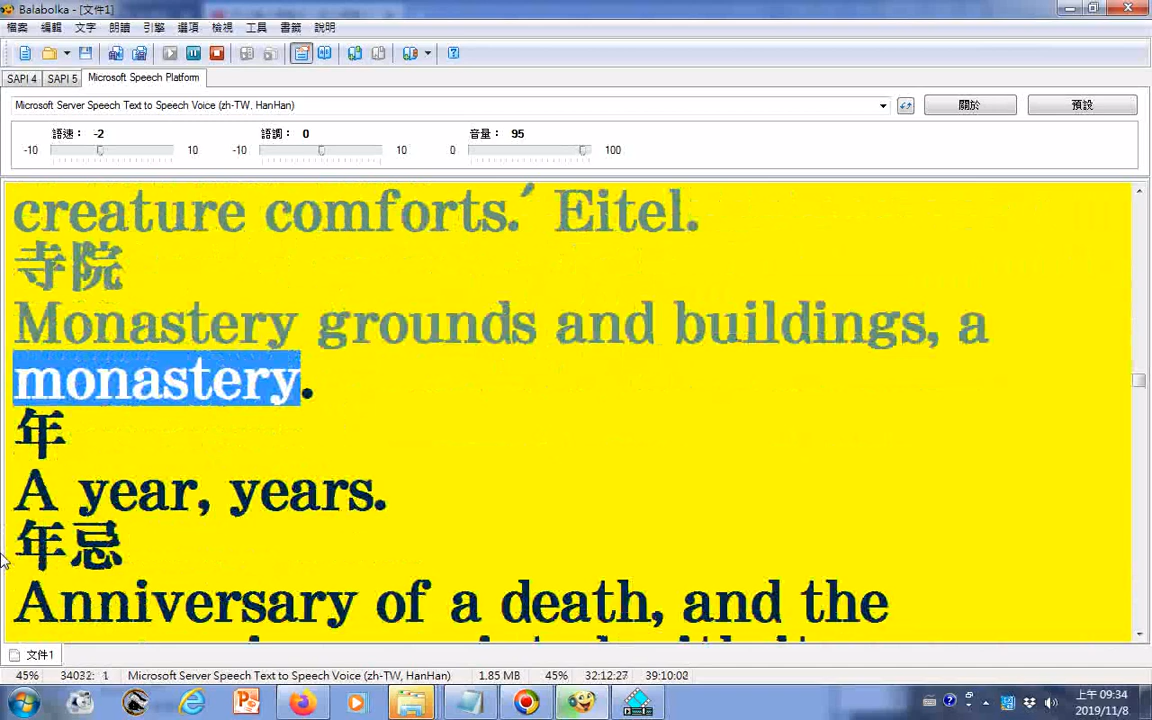 Balabolka - [文件1]
檔案 編輯 文字 朗讀 引擎 選項 檢視 工具 書籤 說明
SAPI 4 SAPI 5 Microsoft Speech Platform
Microsoft Server Speech Text to Speech Voice (zh-TW, HanHan) 關於 預設
語速： -2 語調： 0 音量： 95
-10 10 -10 10 0 100
creature comforts.′ Eitel.
寺院
Monastery grounds and buildings, a
monastery.
年
A year, years.
年忌
Anniversary of a death, and the
文件1
45% 34032: 1 Microsoft Server Speech Text to Speech Voice (zh-TW, HanHan) 1.85 MB 45% 32:12:27 39:10:02
上午 09:34
2019/11/8